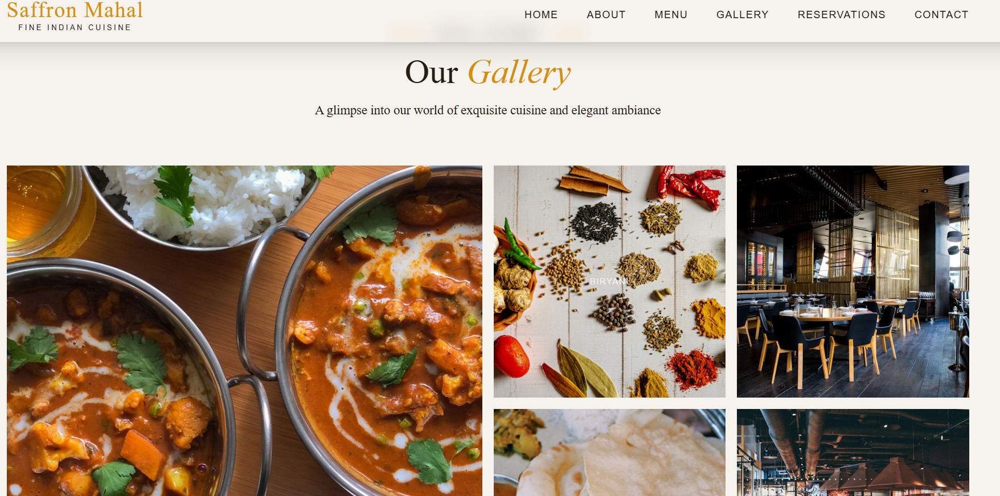 Saffron Mahal
FINE INDIAN CUISINE
HOME ABOUT MENU GALLERY RESERVATIONS CONTACT
Our Gallery
A glimpse into our world of exquisite cuisine and elegant ambiance
BIRYANI